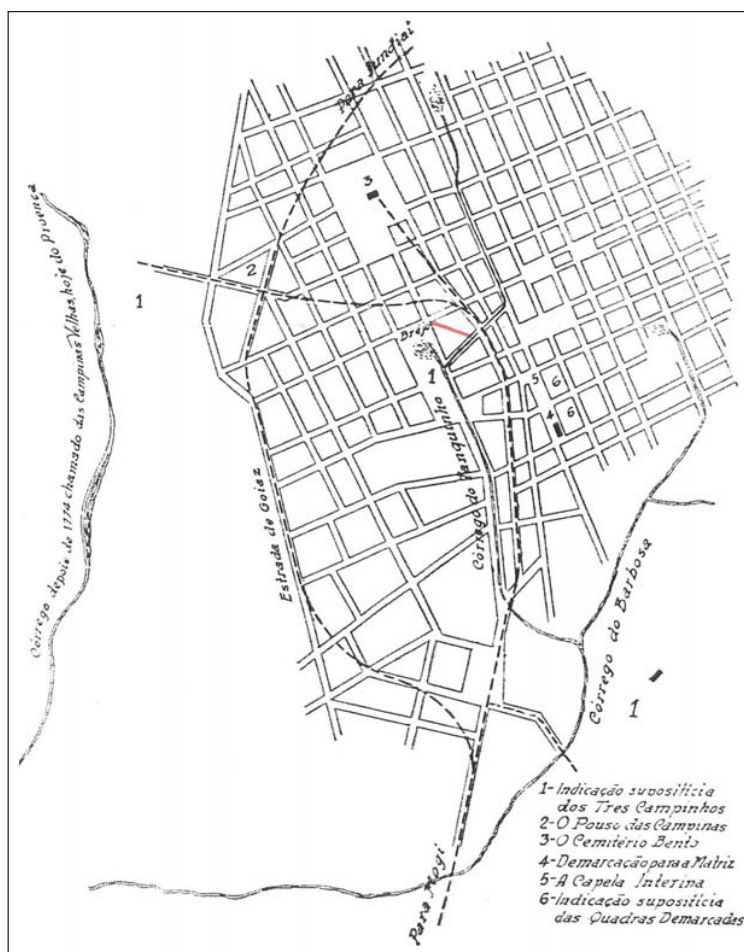 Para Jundiaí
3
Córrego depois de 1774 chamado das Campinas Velhas, hoje do Proença
2
1
Brejo
1
5
6
4
6
Córrego do Tanquinho
Estrada de Goiaz
Córrego do Barbosa
1
Para Mogi
1-Indicação supositícia
dos Tres Campinhos
2-O Pouso das Campinas
3-O Cemitério Bento
4-Demarcação para a Matriz
5-A Capela Interina
6-Indicação supositícia
das Quadras Demarcadas